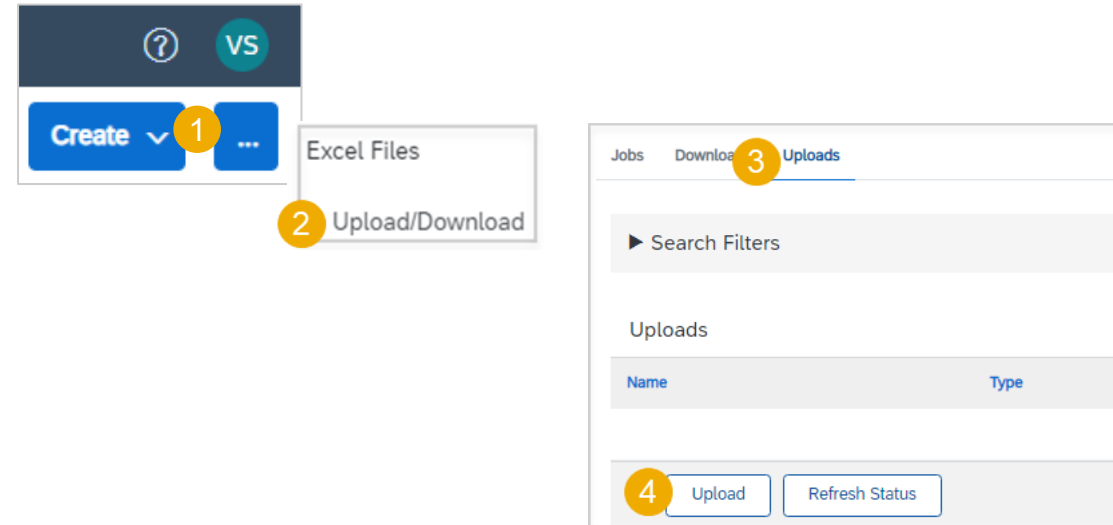 ?
VS
Create
1
...
Excel Files
2
Upload/Download
Jobs
Downloa
3
Uploads
Search Filters
Uploads
Name
Type
4
Upload
Refresh Status